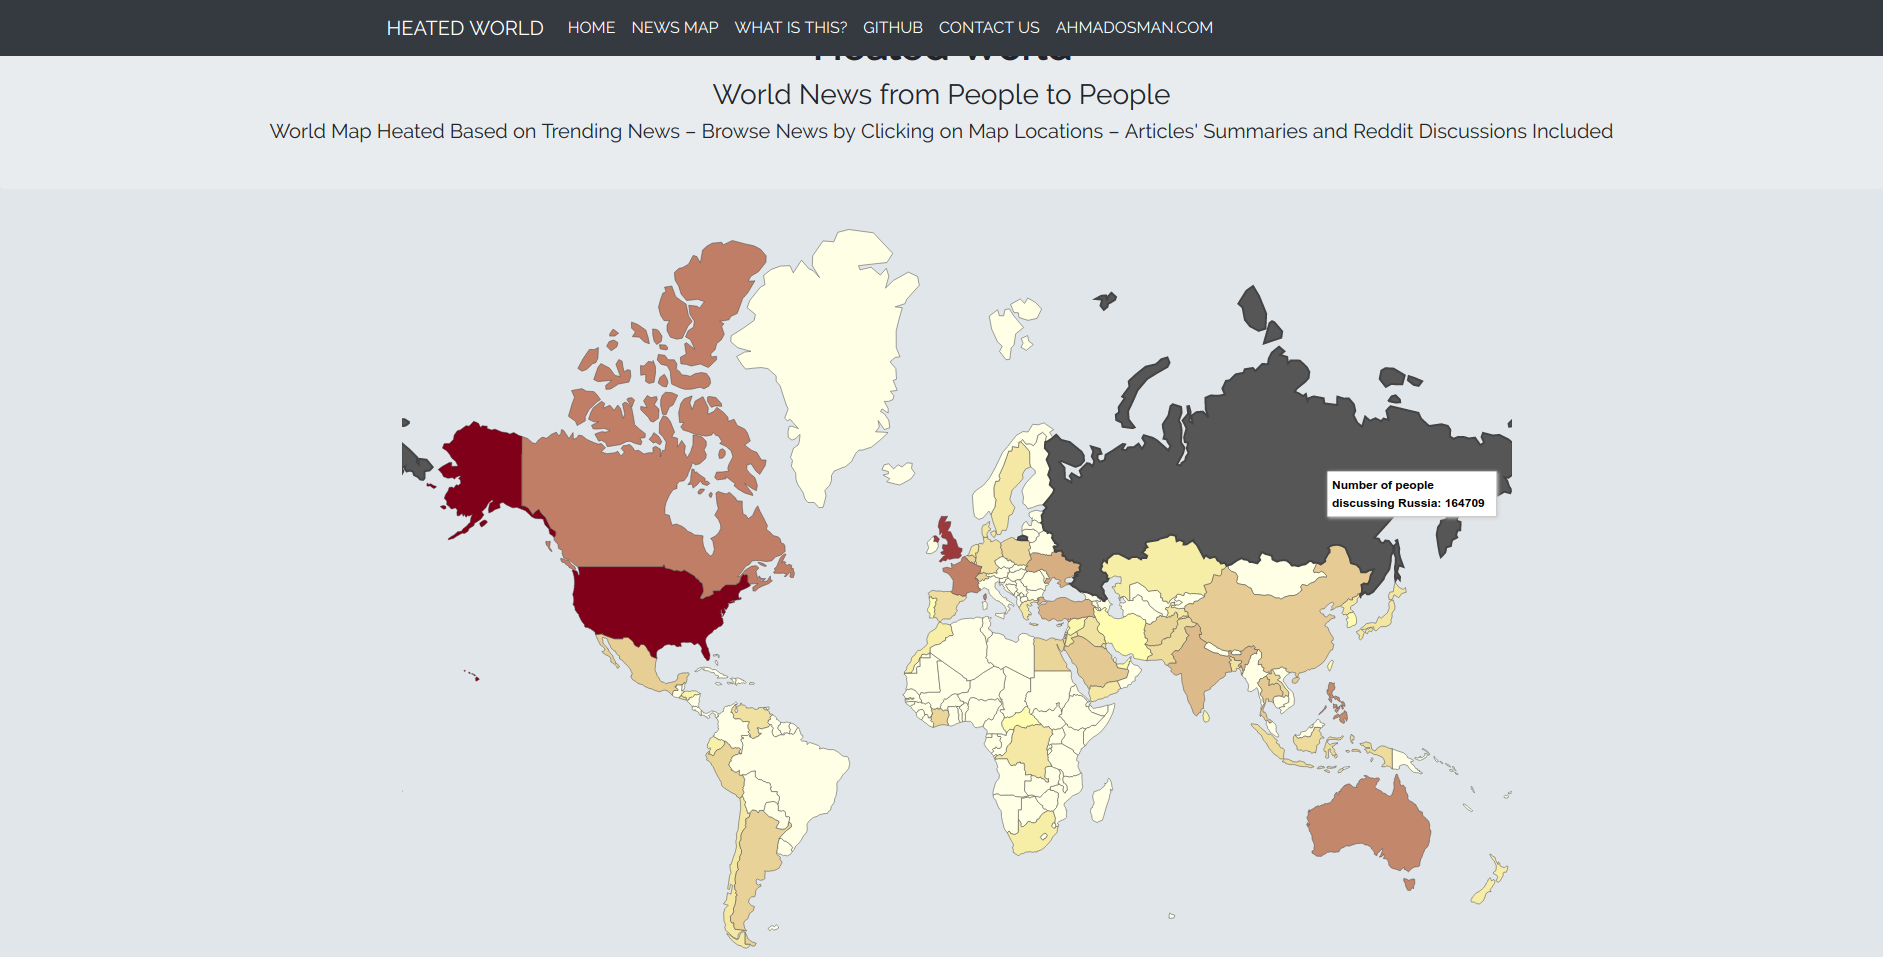 HEATED WORLD HOME NEWS MAP WHAT IS THIS? GITHUB CONTACT US AHMADOSMAN.COM
Heated World
World News from People to People
World Map Heated Based on Trending News – Browse News by Clicking on Map Locations – Articles' Summaries and Reddit Discussions Included
Number of people
discussing Russia: 164709